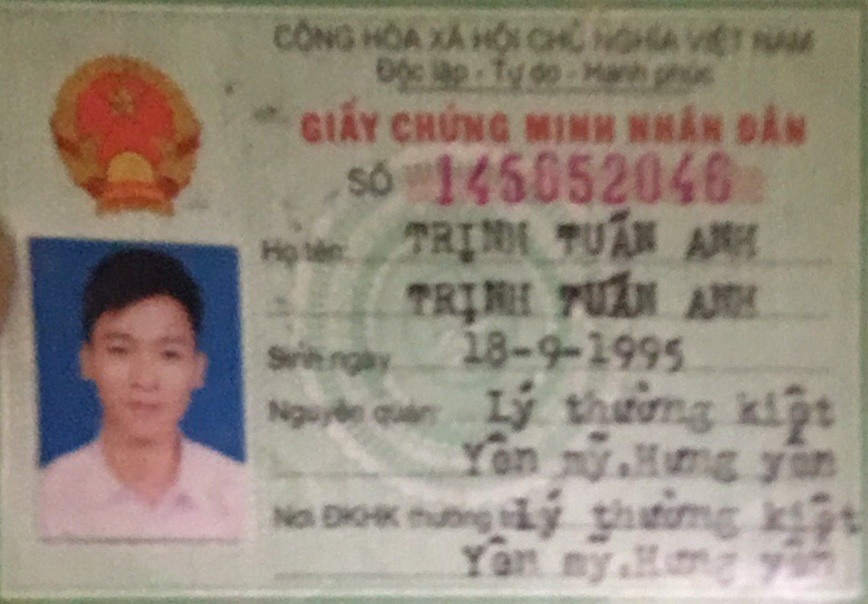 CỘNG HÒA XÃ HỘI CHỦ NGHĨA VIỆT NAM
Độc lập - Tự do - Hạnh phúc
GIẤY CHỨNG MINH NHÂN DÂN
SỐ 145652046
Họ tên: TRỊNH TUẤN ANH
TRỊNH TUẤN ANH
Sinh ngày 18-9-1995
Nguyên quán: Lý thường kiệt
Yên mỹ, Hưng yên
Nơi ĐKHK thường trú Lý thường kiệt
Yên mỹ, Hưng yên